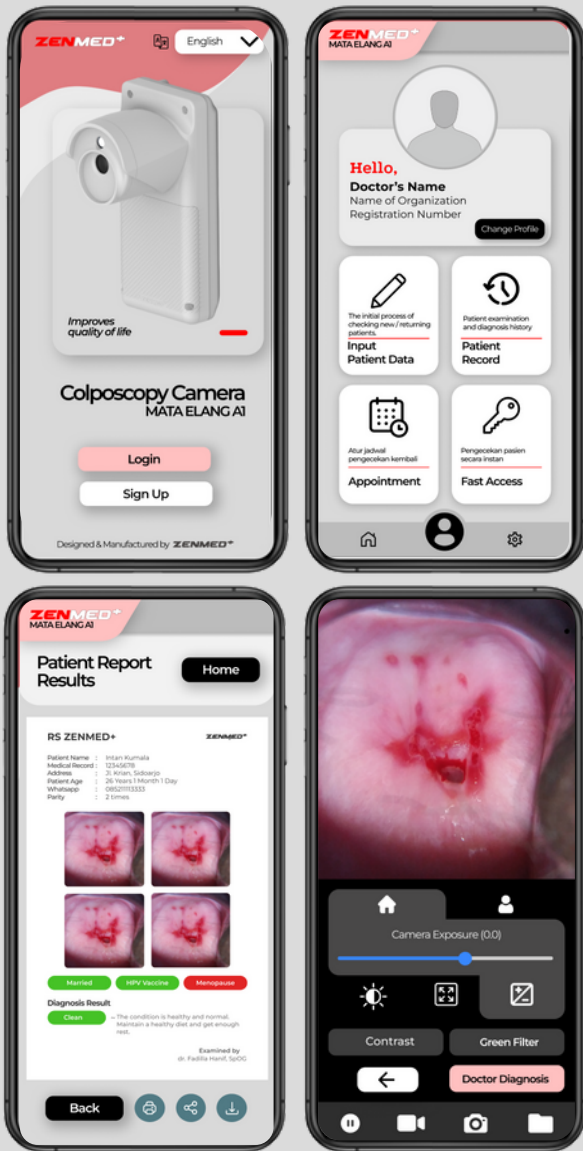 ZENMED+
English
Improves
quality of life
Colposcopy Camera
MATA ELANG A1
Login
Sign Up
Designed & Manufactured by ZENMED+
ZENMED+
MATA ELANG A1
Hello,
Doctor's Name
Name of Organization
Registration Number
Change Profile
The initial process of
checking new / returning
patients.
Input
Patient Data
Patient examination
and diagnosis history
Patient
Record
Atur jadwal
pengecekan kembali
Appointment
Pengecekan pasien
secara instan
Fast Access
ZENMED+
MATA ELANG A1
Patient Report
Results
Home
RS ZENMED+
ZENMED+
Patient Name : Intan Kumala
Medical Record : 12345678
Address : Jl. Krian, Sidoarjo
Patient Age : 26 Years 1 Month 1 Day
Whatsapp : 085211113333
Parity : 2 times
Married
HPV Vaccine
Menopause
Diagnosis Result
Clean
~ The condition is healthy and normal.
Maintain a healthy diet and get enough
rest.
Examined by
dr. Fadilla Hanif, SpOG
Back
Camera Exposure (0.0)
Contrast
Green Filter
Doctor Diagnosis